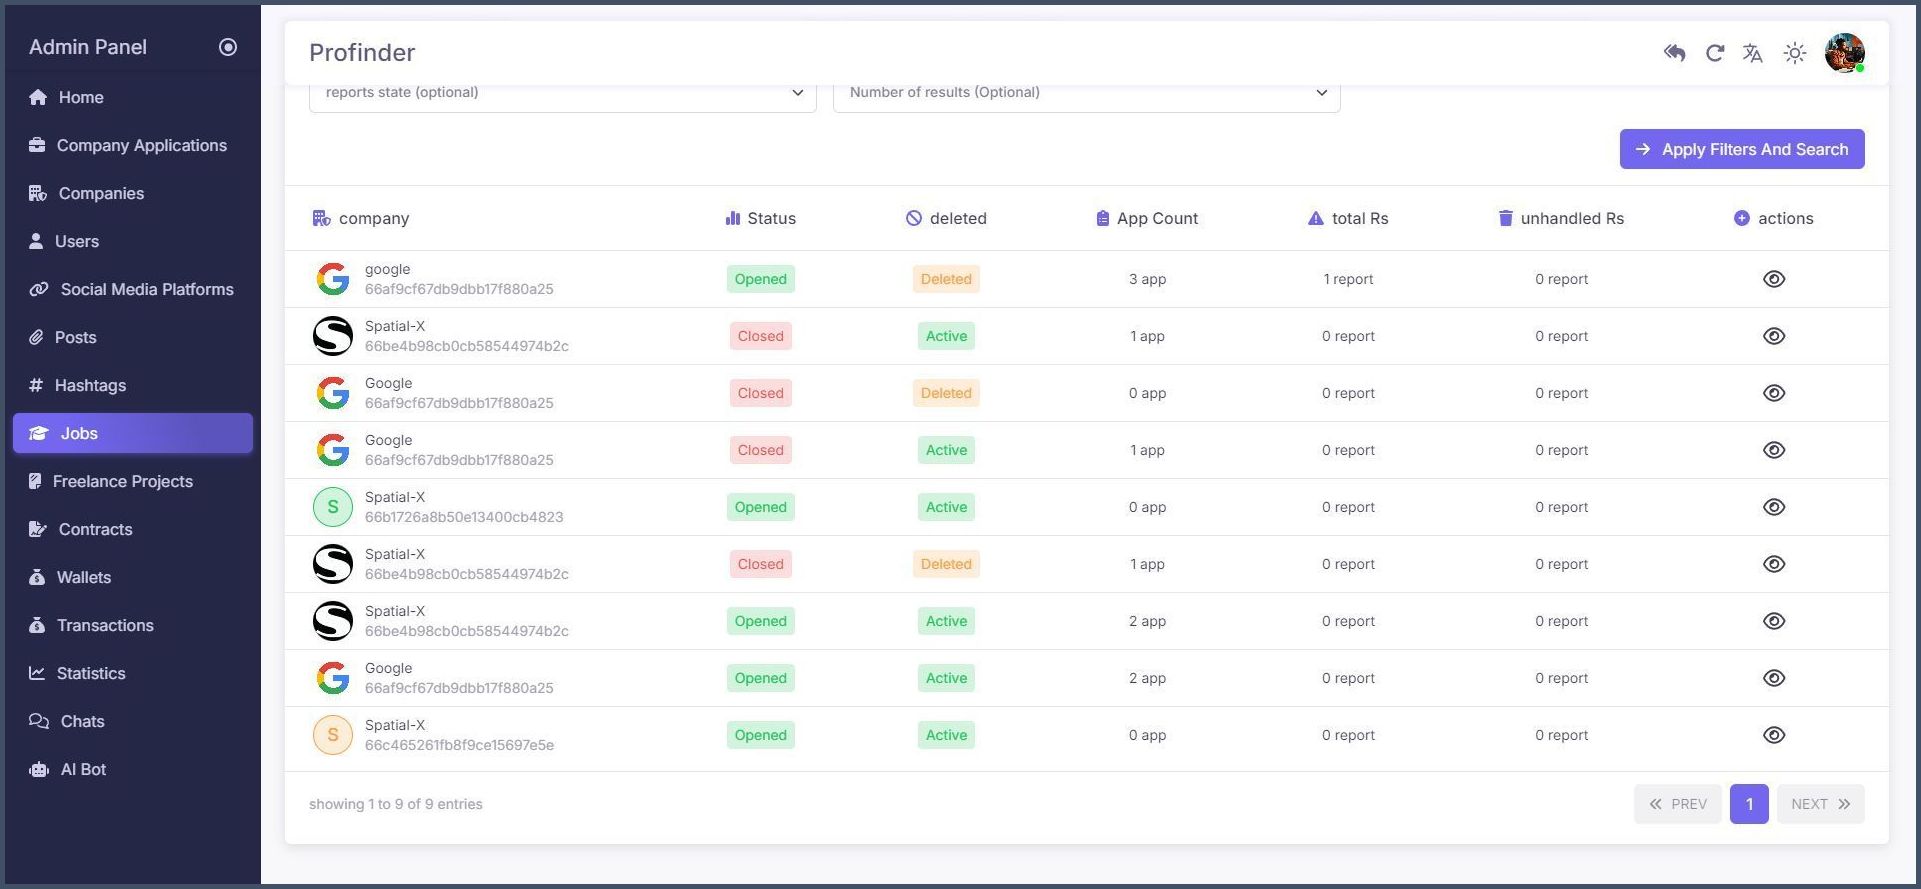 Admin Panel
Home
Company Applications
Companies
Users
Social Media Platforms
Posts
Hashtags
Jobs
Freelance Projects
Contracts
Wallets
Transactions
Statistics
Chats
AI Bot
Profinder
reports state (optional)
Number of results (Optional)
Apply Filters And Search
company Status deleted App Count total Rs unhandled Rs actions
google
66af9cf67db9dbb17f880a25
Opened Deleted 3 app 1 report 0 report
Spatial-X
66be4b98cb0cb58544974b2c
Closed Active 1 app 0 report 0 report
Google
66af9cf67db9dbb17f880a25
Closed Deleted 0 app 0 report 0 report
Google
66af9cf67db9dbb17f880a25
Closed Active 1 app 0 report 0 report
S
Spatial-X
66b1726a8b50e13400cb4823
Opened Active 0 app 0 report 0 report
Spatial-X
66be4b98cb0cb58544974b2c
Closed Deleted 1 app 0 report 0 report
Spatial-X
66be4b98cb0cb58544974b2c
Opened Active 2 app 0 report 0 report
Google
66af9cf67db9dbb17f880a25
Opened Active 2 app 0 report 0 report
S
Spatial-X
66c465261fb8f9ce15697e5e
Opened Active 0 app 0 report 0 report
showing 1 to 9 of 9 entries
PREV 1 NEXT